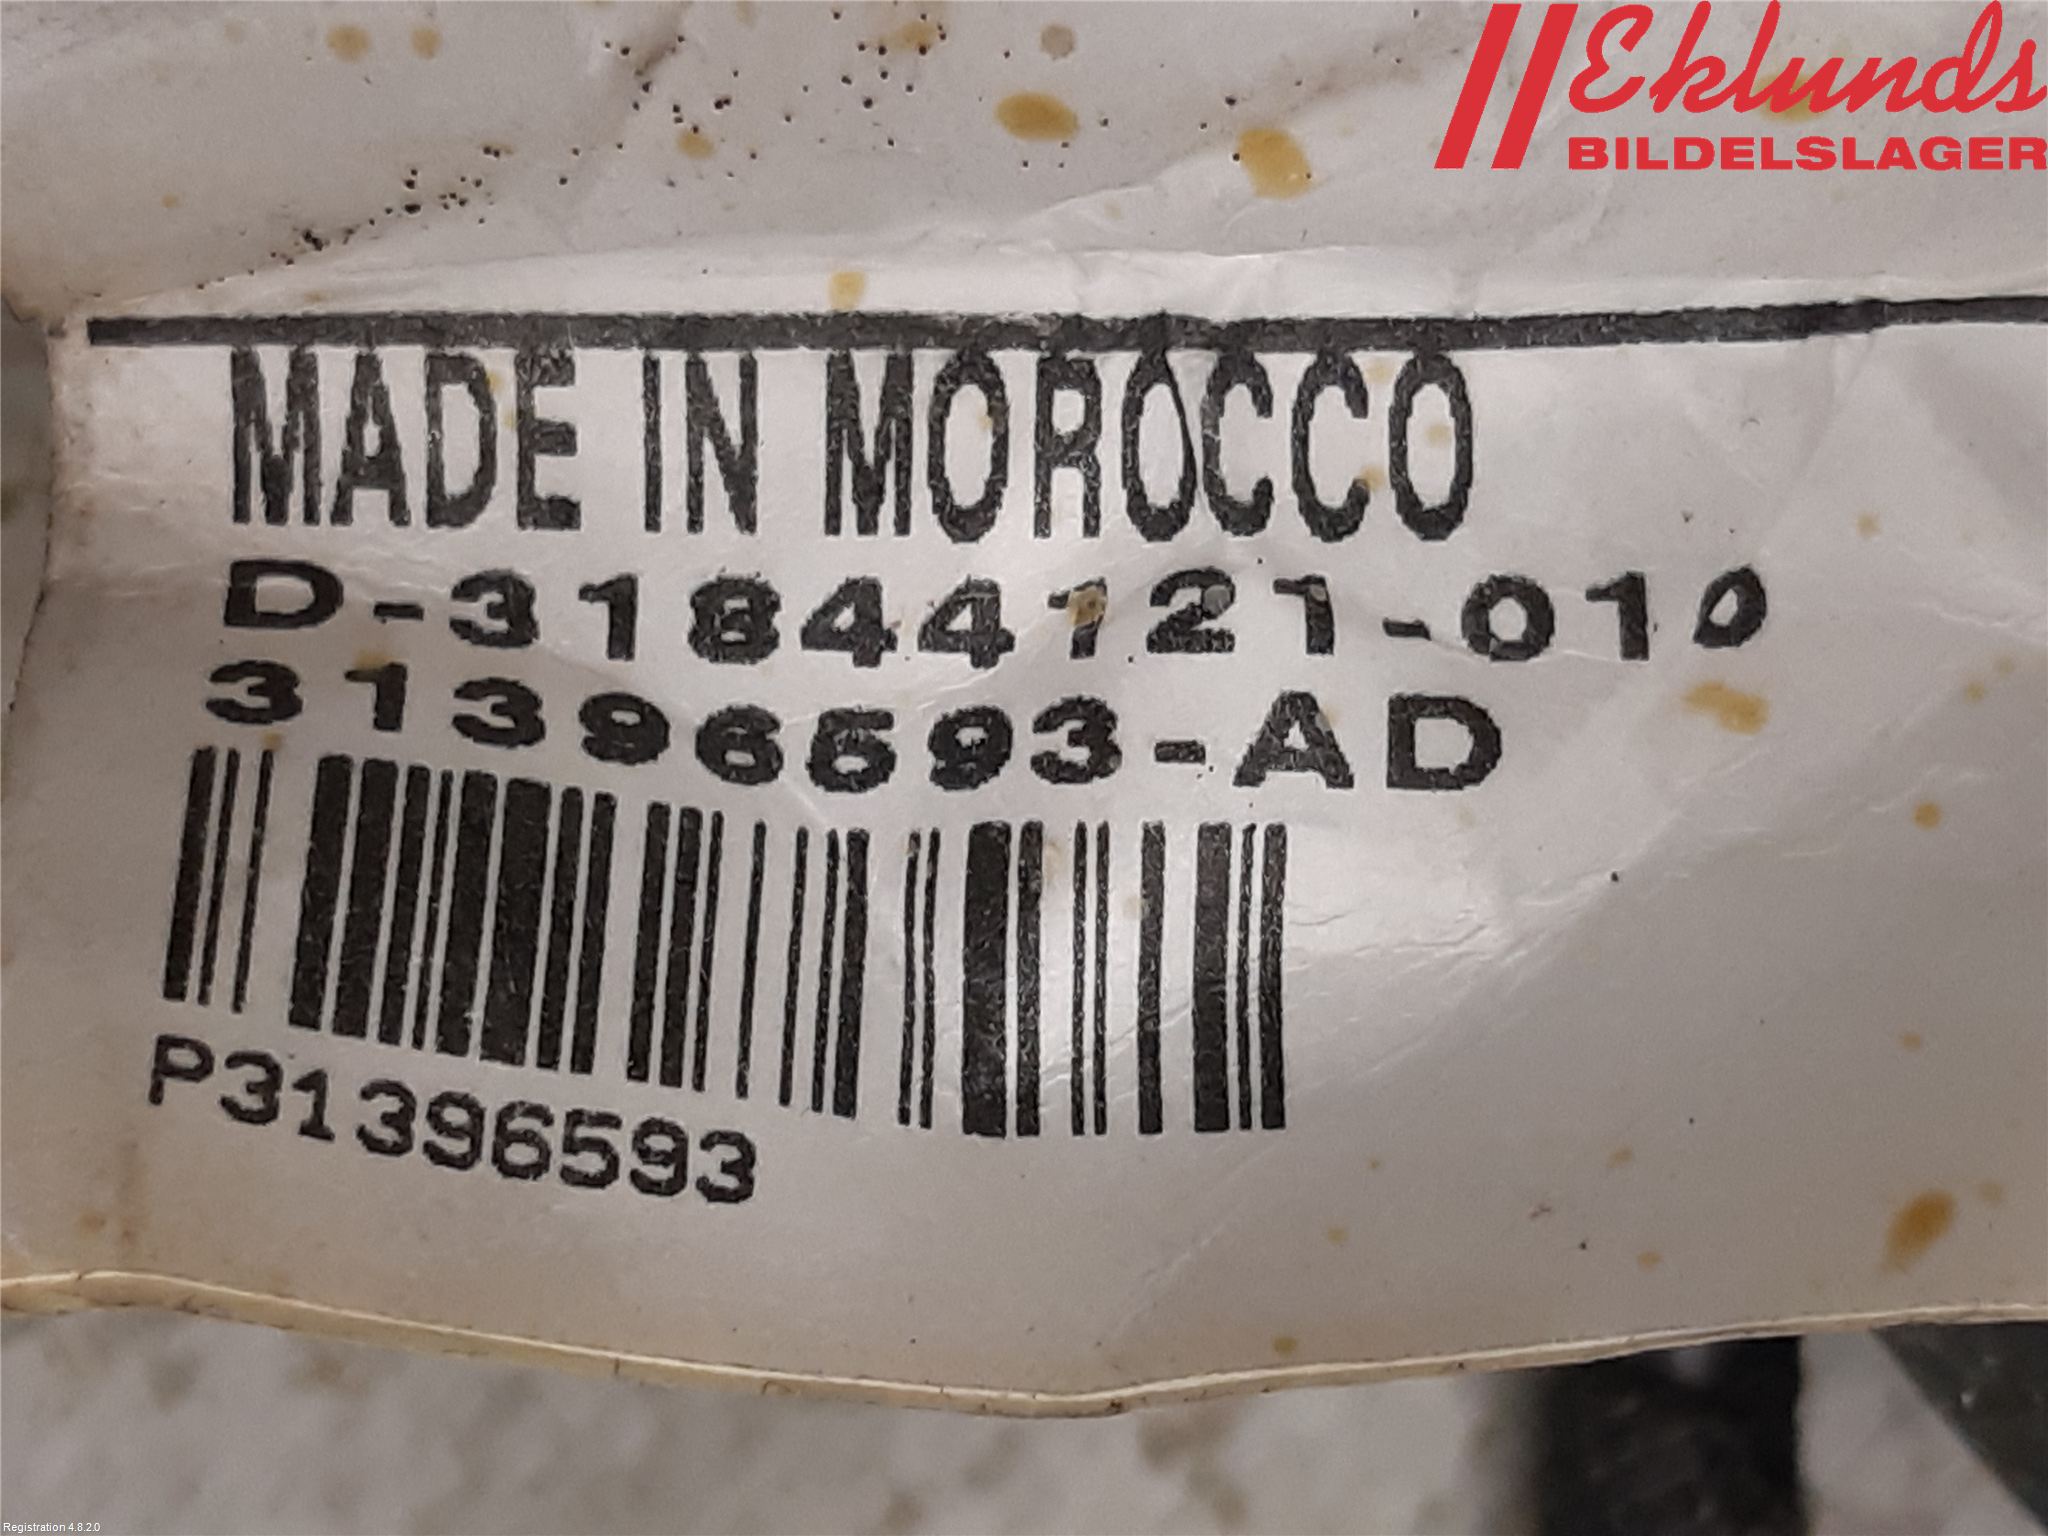 Eklunds
BILDELSLAGER
MADE IN MOROCCO
D-31844121-010
31396593-AD
P31396593
Registration 4.8.2.0